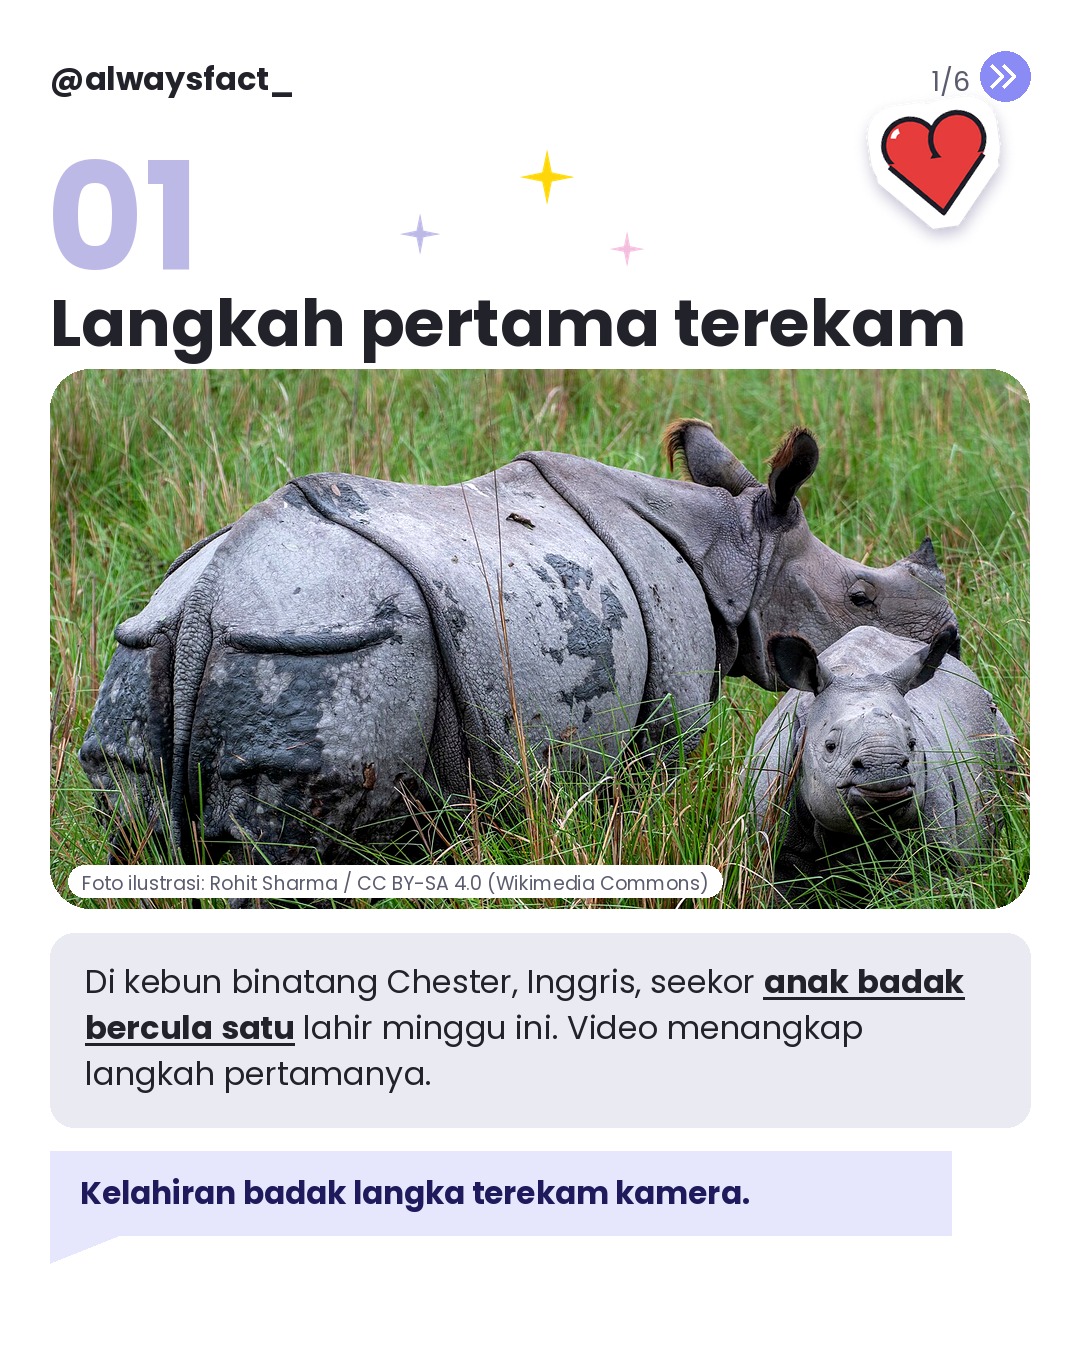 @alwaysfact_
1/6
01
Langkah pertama terekam
Foto ilustrasi: Rohit Sharma / CC BY-SA 4.0 (Wikimedia Commons)
Di kebun binatang Chester, Inggris, seekor anak badak
bercula satu lahir minggu ini. Video menangkap
langkah pertamanya.
Kelahiran badak langka terekam kamera.